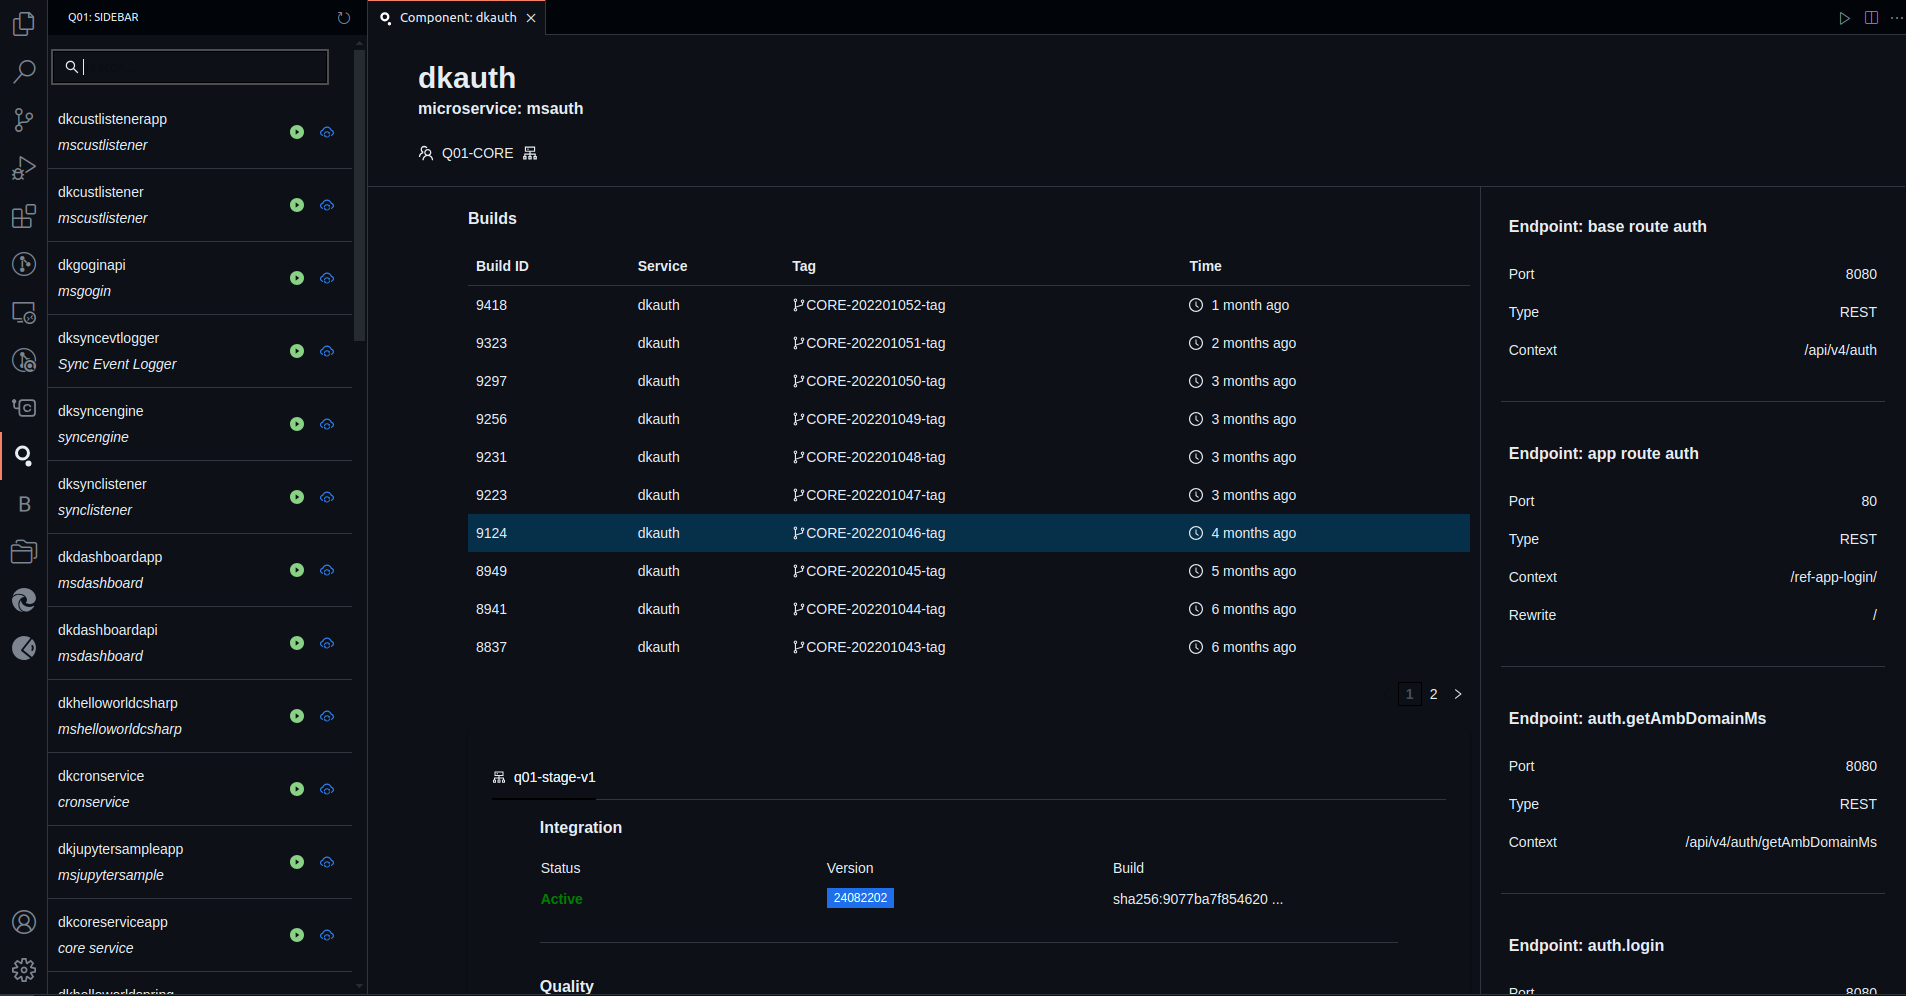 Q01: SIDEBAR
dkcustlistenerapp
mscustlistener
dkcustlistener
mscustlistener
dkgoginapi
msgogin
dksyncevtlogger
Sync Event Logger
dksyncengine
syncengine
dksynclistener
synclistener
dkdashboardapp
msdashboard
dkdashboardapi
msdashboard
dkhelloworldcsharp
mshelloworldcsharp
dkcronservice
cronservice
dkjupytersampleapp
msjupytersample
dkcoreserviceapp
core service
dkhelloworldspring
B
Component: dkauth
dkauth
microservice: msauth
Q01-CORE
Builds
Build ID Service Tag Time
9418 dkauth CORE-202201052-tag 1 month ago
9323 dkauth CORE-202201051-tag 2 months ago
9297 dkauth CORE-202201050-tag 3 months ago
9256 dkauth CORE-202201049-tag 3 months ago
9231 dkauth CORE-202201048-tag 3 months ago
9223 dkauth CORE-202201047-tag 3 months ago
9124 dkauth CORE-202201046-tag 4 months ago
8949 dkauth CORE-202201045-tag 5 months ago
8941 dkauth CORE-202201044-tag 6 months ago
8837 dkauth CORE-202201043-tag 6 months ago
1 2
q01-stage-v1
Integration
Status Version Build
Active 24082202 sha256:9077ba7f854620 ...
Quality
Endpoint: base route auth
Port 8080
Type REST
Context /api/v4/auth
Endpoint: app route auth
Port 80
Type REST
Context /ref-app-login/
Rewrite /
Endpoint: auth.getAmbDomainMs
Port 8080
Type REST
Context /api/v4/auth/getAmbDomainMs
Endpoint: auth.login
Port 8080